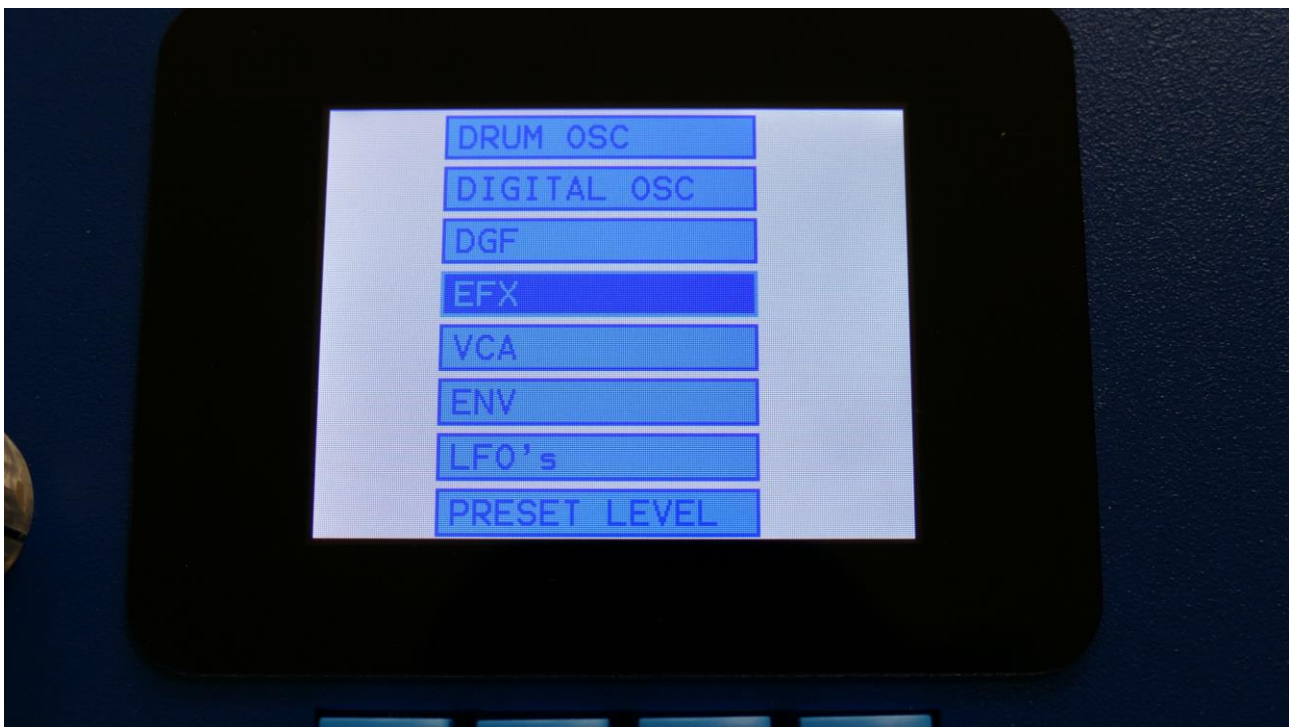 DRUM OSC
DIGITAL OSC
DGF
EFX
VCA
ENV
LFO's
PRESET LEVEL